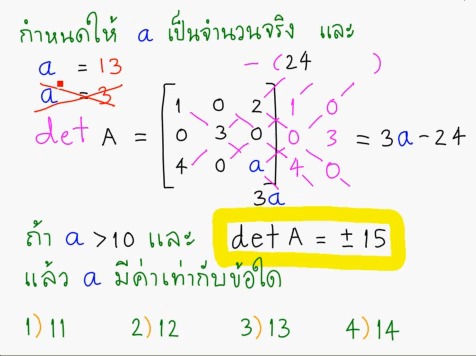 กำหนดให้ a เป็นจำนวนจริง และ
a = 13
a = 3
- (24 )
1 0 2 1 0
det A = 0 3 0 0 3 = 3a - 24
4 0 a 4 0
3a
ถ้า a > 10 และ det A = ± 15
แล้ว a มีค่าเท่ากับข้อใด
1) 11 2) 12 3) 13 4) 14